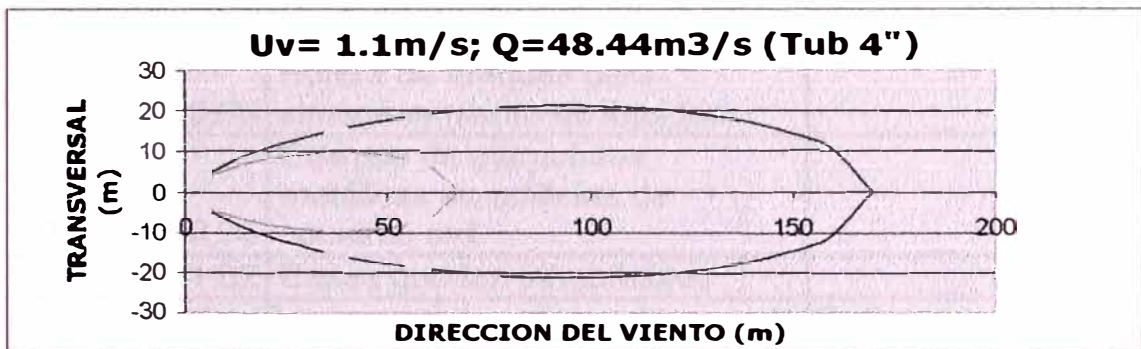 Uv= 1.1m/s; Q=48.44m3/s (Tub 4")
30
20
10
0
-10
-20
-30
0 50 100 150 200
TRANSVERSAL
(m)
DIRECCION DEL VIENTO (m)